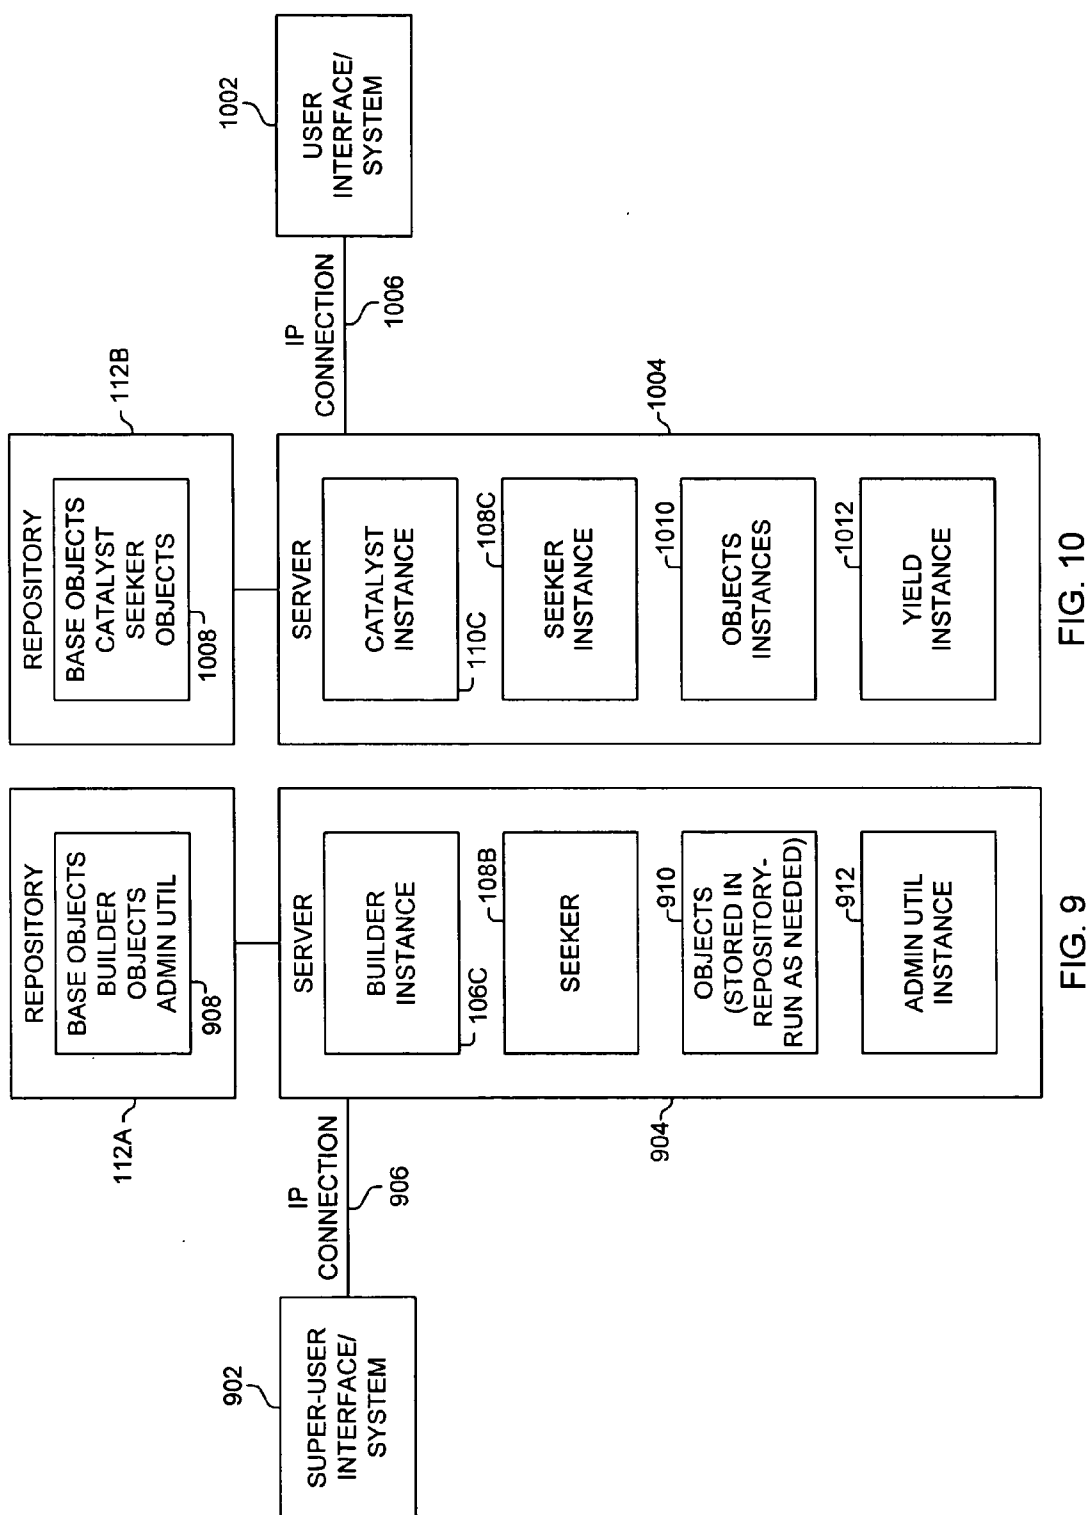 902
SUPER-USER
INTERFACE/
SYSTEM
IP
CONNECTION
906
112A
REPOSITORY
BASE OBJECTS
BUILDER
OBJECTS
ADMIN UTIL
908
SERVER
BUILDER
INSTANCE
106C
108B
SEEKER
910
OBJECTS
(STORED IN
REPOSITORY-
RUN AS NEEDED)
912
ADMIN UTIL
INSTANCE
904
FIG. 9
REPOSITORY
BASE OBJECTS
CATALYST
SEEKER
OBJECTS
1008
112B
SERVER
CATALYST
INSTANCE
110C
108C
SEEKER
INSTANCE
1010
OBJECTS
INSTANCES
1012
YIELD
INSTANCE
1004
IP
CONNECTION
1006
1002
USER
INTERFACE/
SYSTEM
FIG. 10